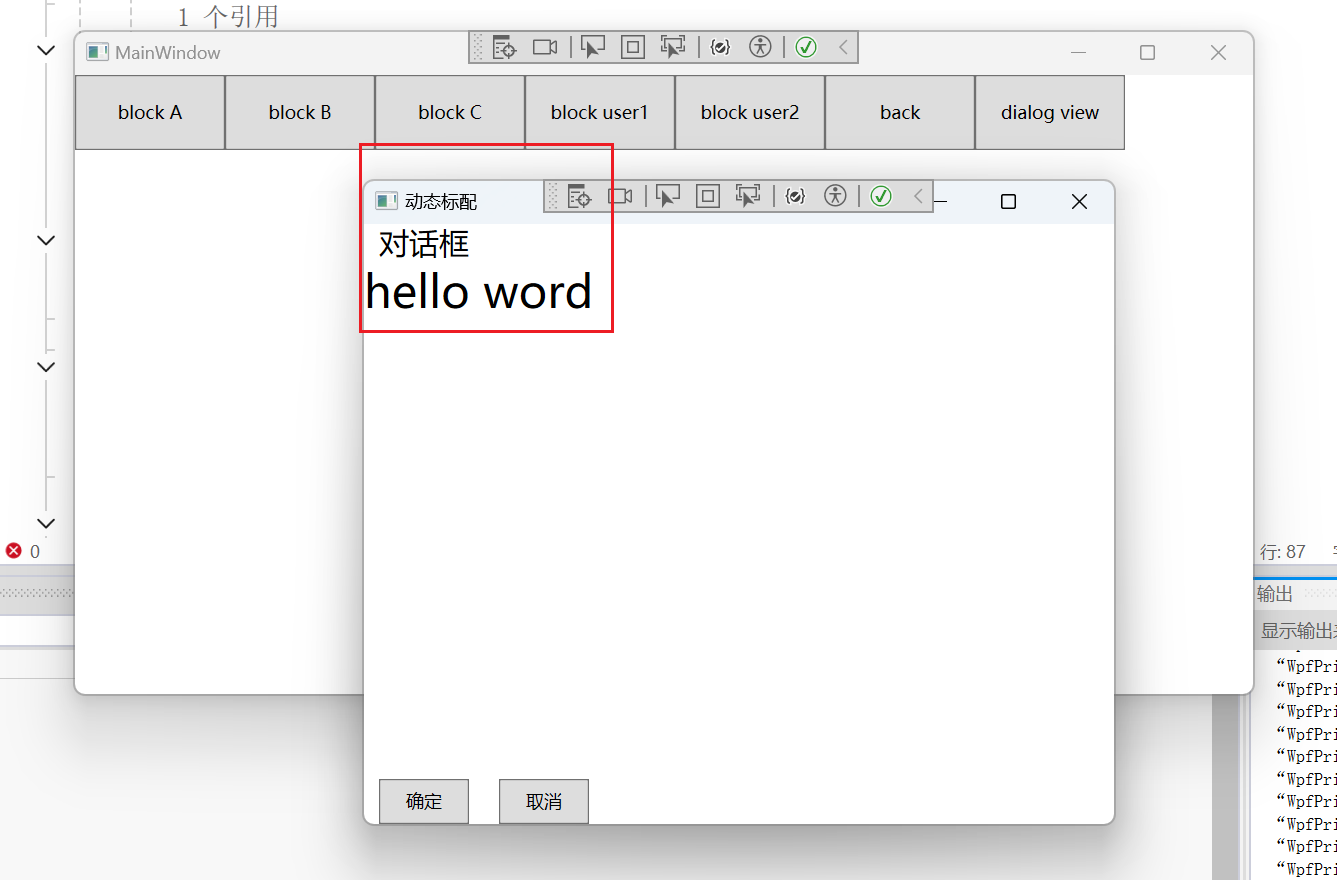 1 个引用
MainWindow
block A
block B
block C
block user1
block user2
back
dialog view
动态标配
对话框
hello word
确定
取消
0
行: 87
输出
显示输出
“WpfPri
“WpfPri
“WpfPri
“WpfPri
“WpfPri
“WpfPri
“WpfPri
“WpfPri
“WpfPri
“WpfPri